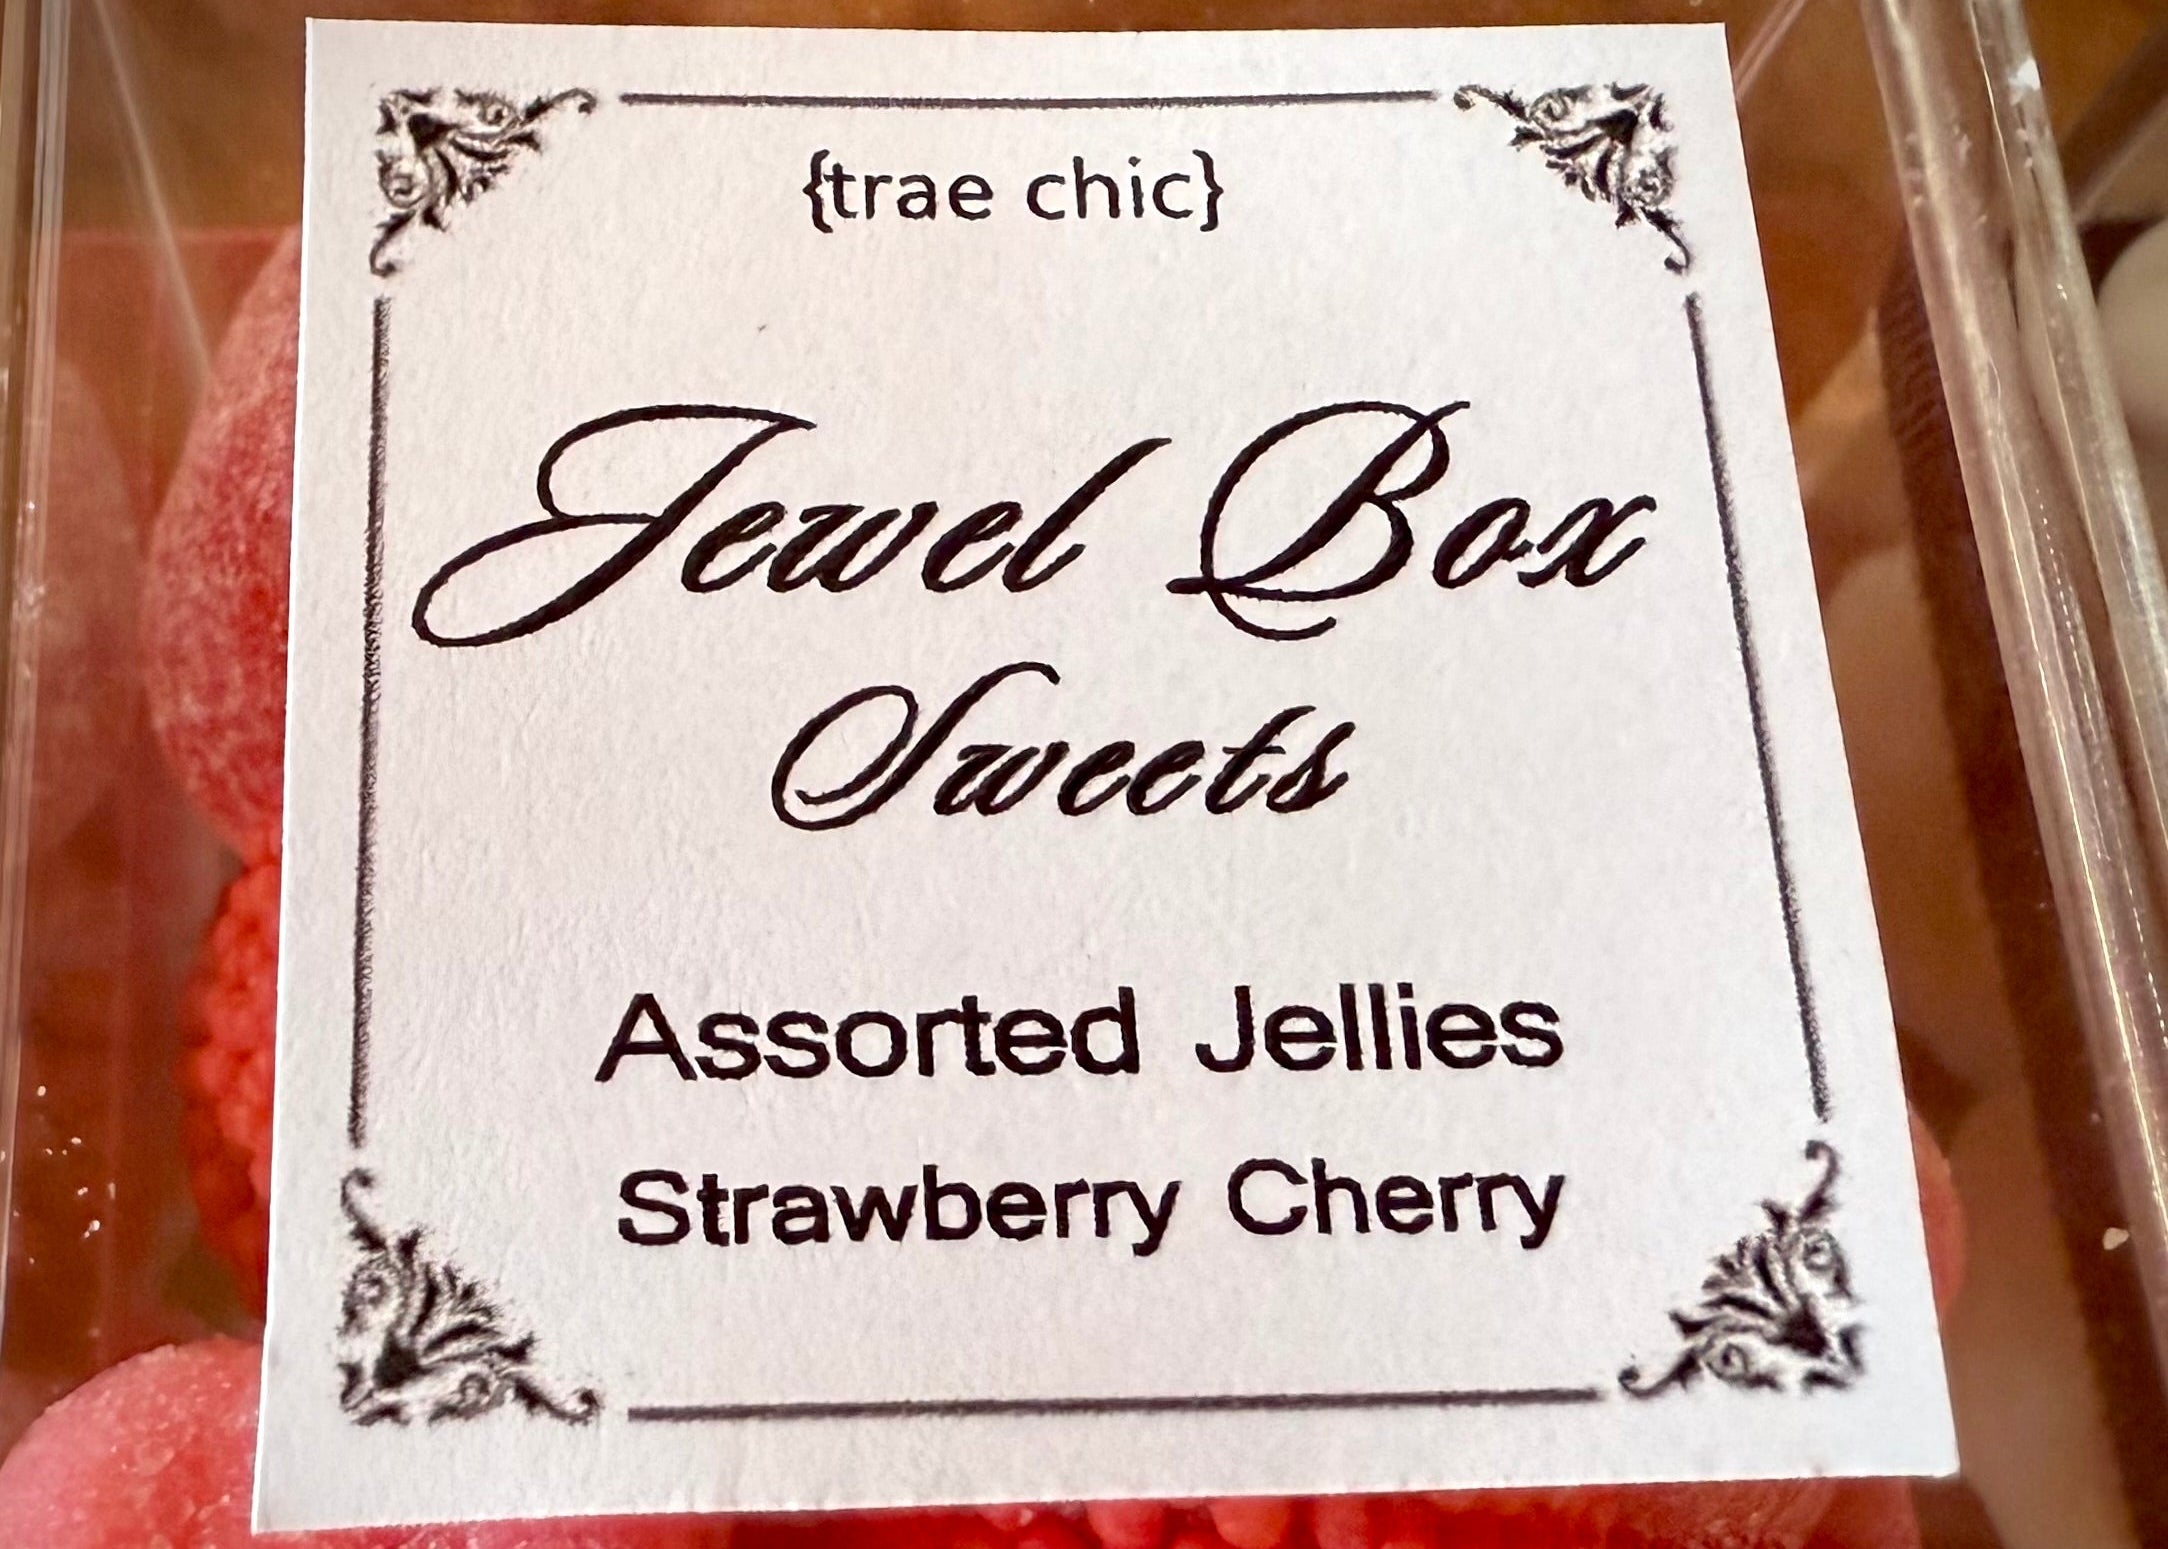 {trae chic}
Jewel Box
Sweets
Assorted Jellies
Strawberry Cherry